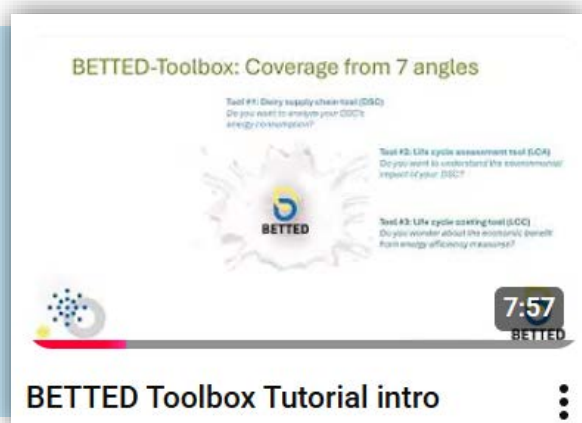 BETTED-Toolbox: Coverage from 7 angles
Tool #1: Dairy supply chain tool (DSC)
Do you want to analyze your DSC's
energy consumption?
Tool #2: Life cycle assessment tool (LCA)
Do you want to understand the environmental
impact of your DSC?
BETTED
Tool #3: Life cycle costing tool (LCC)
Do you wonder about the economic benefit
from energy efficiency measures?
7:57
BETTED
BETTED Toolbox Tutorial intro